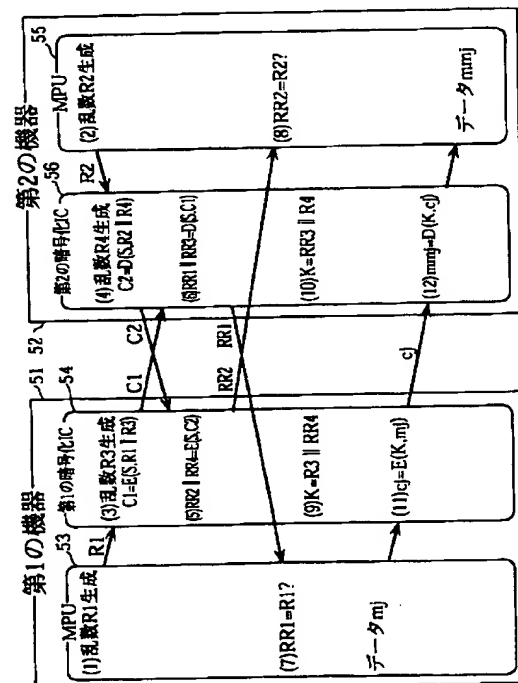 第1の機器
51
MPU
53
(1)乱数R1生成
(7)RR1=R1?
データmj
R1
第1の暗号化IC
54
(3)乱数R3生成
C1=E(S,R1∥R3)
(5)RR2∥RR4=E(S,C2)
(9)K=R3∥RR4
(11)cj=E(K,mj)
C1
C2
RR2
RR1
cj
第2の機器
52
第2の暗号化IC
56
(4)乱数R4生成
C2=D(S,R2∥R4)
(6)RR1∥RR3=D(S,C1)
(10)K=RR3∥R4
(12)mmj=D(K,cj)
R2
MPU
55
(2)乱数R2生成
(8)RR2=R2?
データmmj